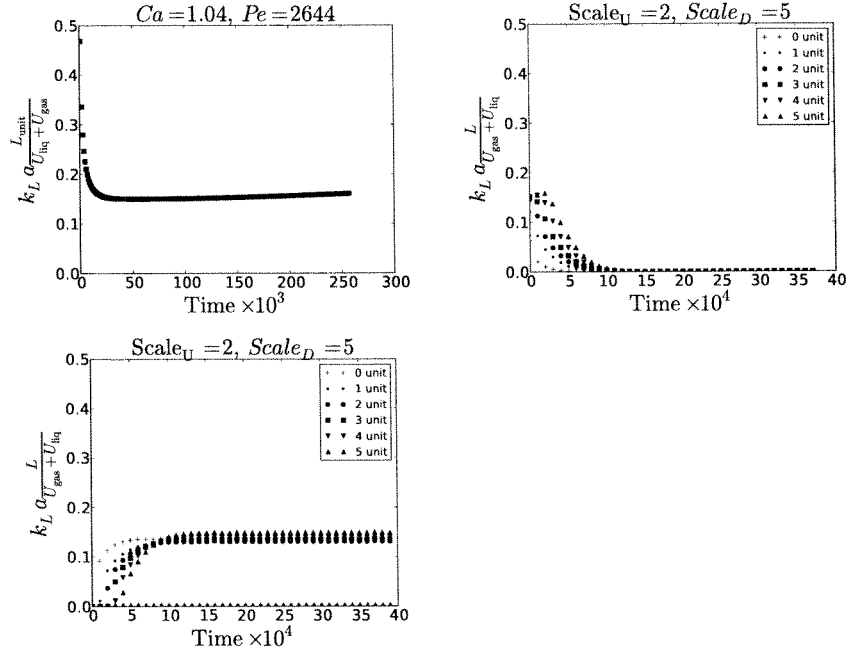 Ca=1.04, Pe=2644
k_L a L_unit / U_liq + U_gas
0.5
0.4
0.3
0.2
0.1
0.0
0 50 100 150 200 250 300
Time ×10^3
Scale_U =2, Scale_D =5
k_L a L / U_gas + U_liq
0.5
0.4
0.3
0.2
0.1
0.0
0 unit
1 unit
2 unit
3 unit
4 unit
5 unit
0 5 10 15 20 25 30 35 40
Time ×10^4
Scale_U =2, Scale_D =5
k_L a L / U_gas + U_liq
0.5
0.4
0.3
0.2
0.1
0.0
0 unit
1 unit
2 unit
3 unit
4 unit
5 unit
0 5 10 15 20 25 30 35 40
Time ×10^4